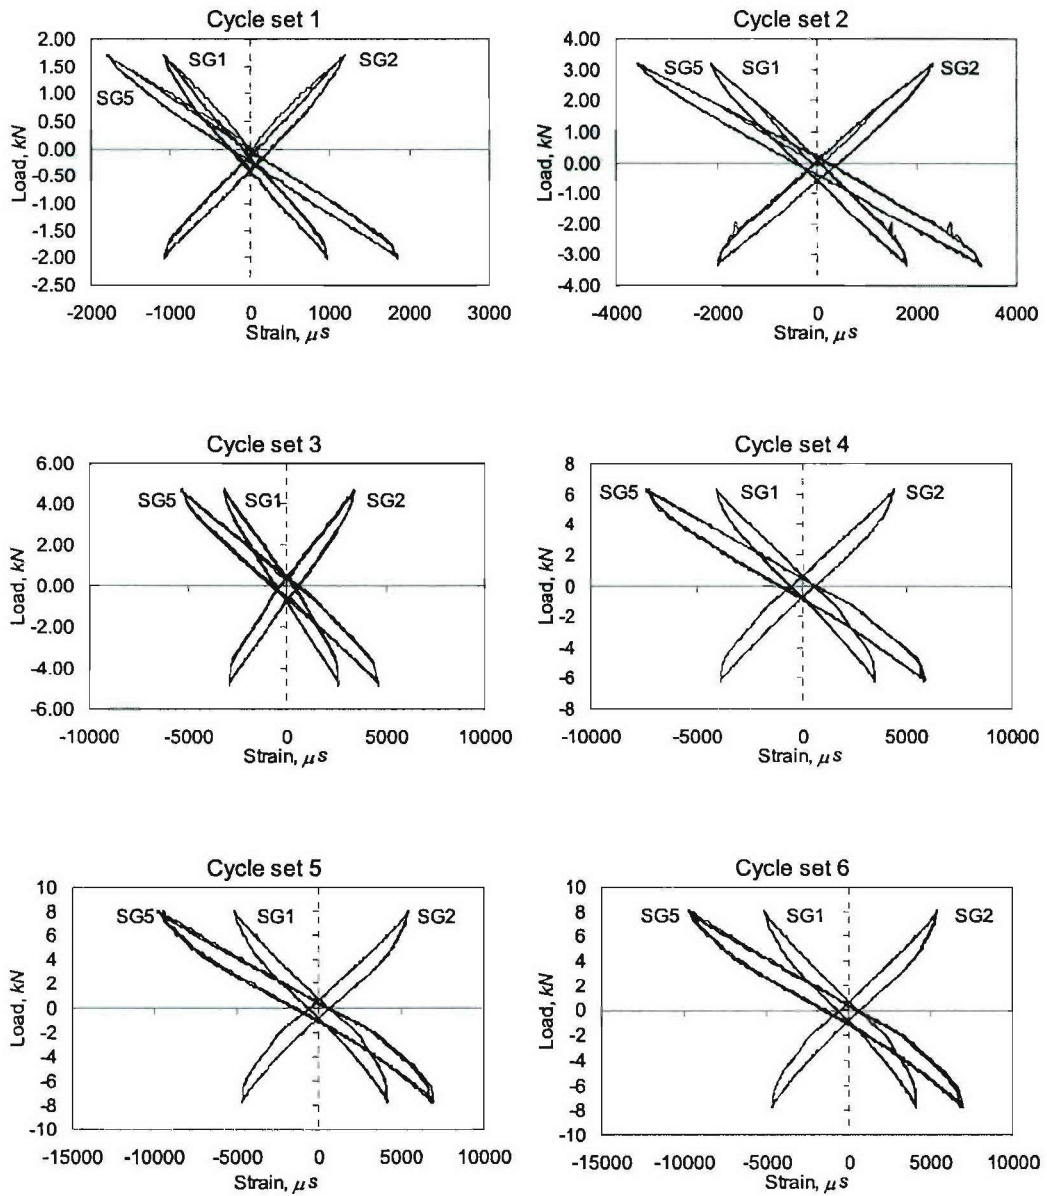 Cycle set 1
2.00
1.50
1.00
0.50
0.00
-0.50
-1.00
-1.50
-2.00
-2.50
Load, kN
SG5
SG1
SG2
-2000 -1000 0 1000 2000 3000
Strain, μs
Cycle set 2
4.00
3.00
2.00
1.00
0.00
-1.00
-2.00
-3.00
-4.00
Load, kN
SG5 SG1 SG2
-4000 -2000 0 2000 4000
Strain, μs
Cycle set 3
6.00
4.00
2.00
0.00
-2.00
-4.00
-6.00
Load, kN
SG5 SG1 SG2
-10000 -5000 0 5000 10000
Strain, μs
Cycle set 4
8
6
4
2
0
-2
-4
-6
-8
Load, kN
SG5 SG1 SG2
-10000 -5000 0 5000 10000
Strain, μs
Cycle set 5
10
8
6
4
2
0
-2
-4
-6
-8
-10
Load, kN
SG5 SG1 SG2
-15000 -10000 -5000 0 5000 10000
Strain, μs
Cycle set 6
10
8
6
4
2
0
-2
-4
-6
-8
-10
Load, kN
SG5 SG1 SG2
-15000 -10000 -5000 0 5000 10000
Strain, μs